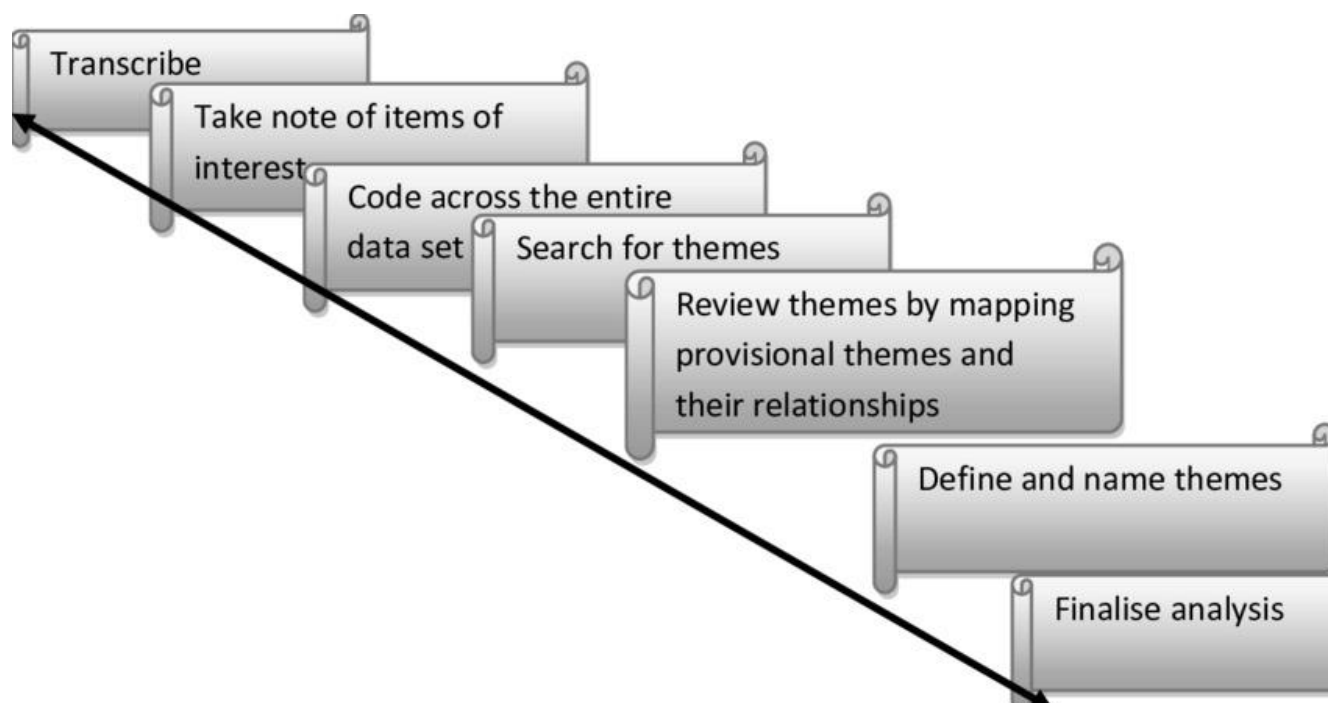 Transcribe
Take note of items of
interest
Code across the entire
data set
Search for themes
Review themes by mapping
provisional themes and
their relationships
Define and name themes
Finalise analysis